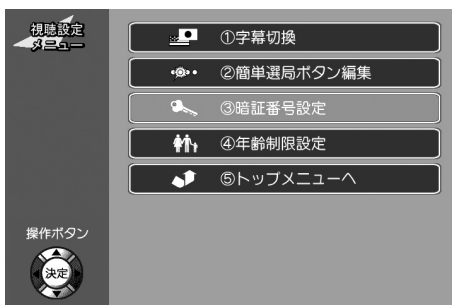 視聴設定
メニュー
①字幕切換
②簡単選局ボタン編集
③暗証番号設定
④年齢制限設定
⑤トップメニューへ
操作ボタン
決定